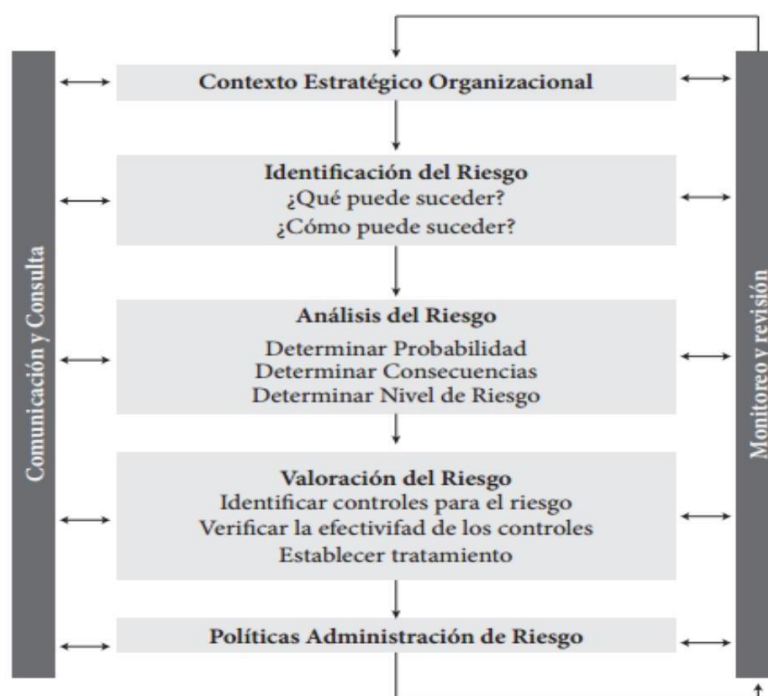 Contexto Estratégico Organizacional
Identificación del Riesgo
¿Qué puede suceder?
¿Cómo puede suceder?
Análisis del Riesgo
Determinar Probabilidad
Determinar Consecuencias
Determinar Nivel de Riesgo
Valoración del Riesgo
Identificar controles para el riesgo
Verificar la efectivifad de los controles
Establecer tratamiento
Políticas Administración de Riesgo
Comunicación y Consulta
Monitoreo y revisión